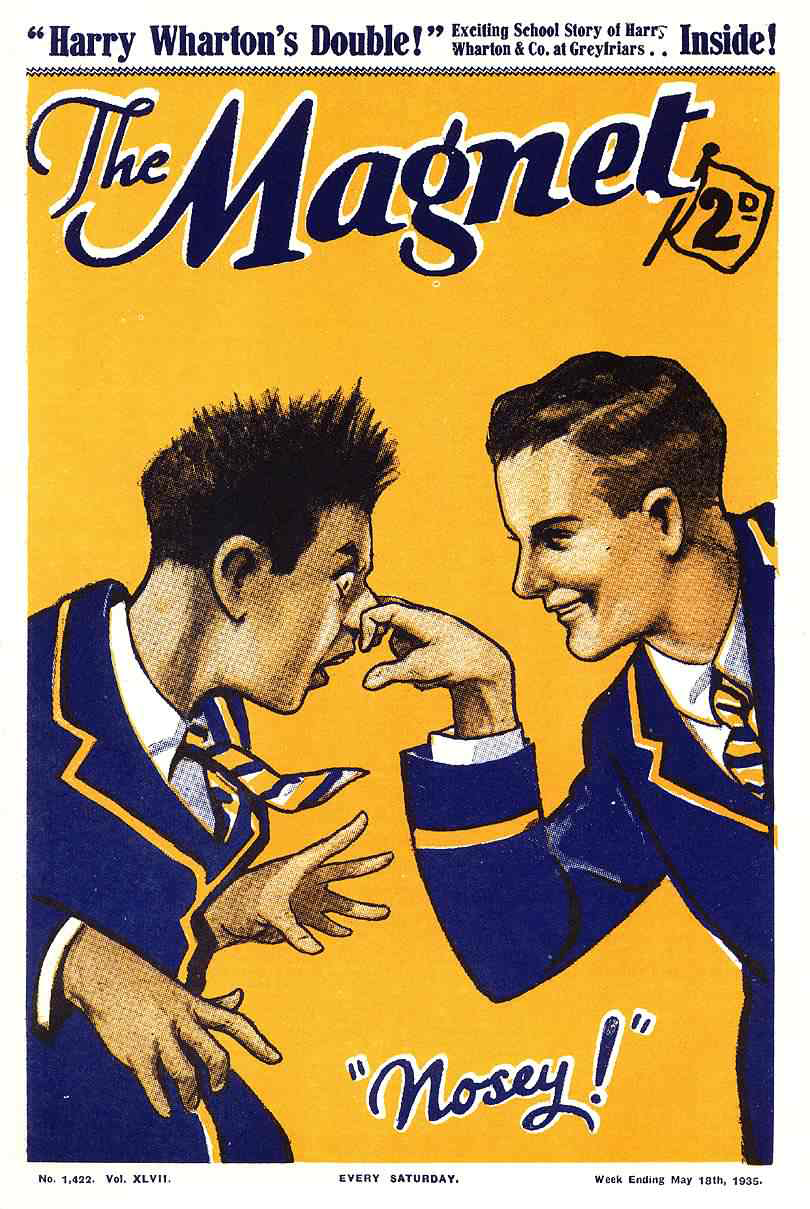 “Harry Wharton's Double!” Exciting School Story of Harry Wharton & Co. at Greyfriars . . Inside!
The Magnet 2D
“Nosey!”
No. 1,422. Vol. XLVII. EVERY SATURDAY. Week Ending May 18th, 1935.